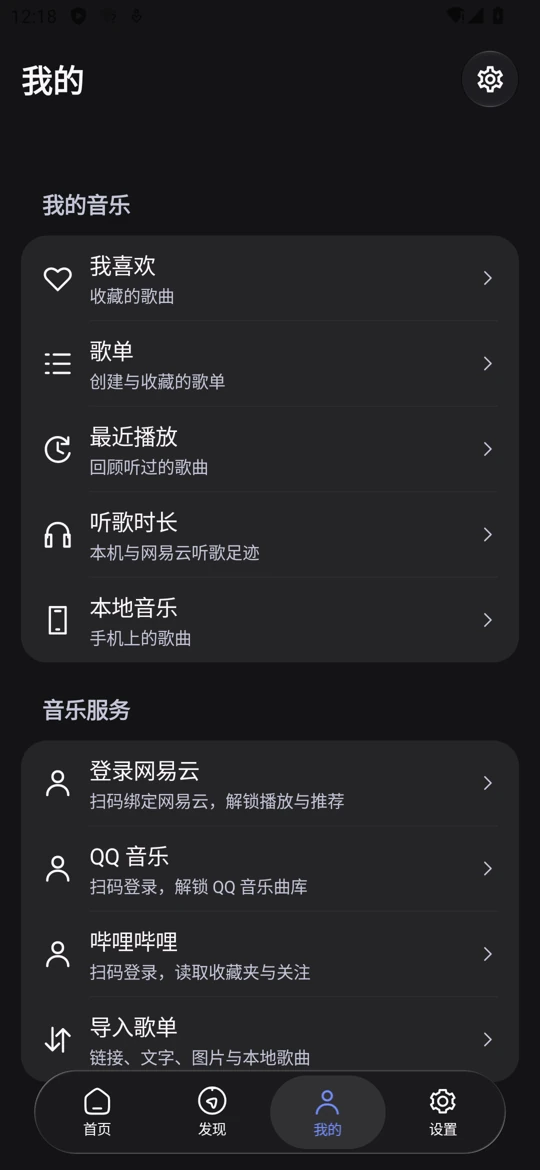 12:18
我的
我的音乐
我喜欢
收藏的歌曲
歌单
创建与收藏的歌单
最近播放
回顾听过的歌曲
听歌时长
本机与网易云听歌足迹
本地音乐
手机上的歌曲
音乐服务
登录网易云
扫码绑定网易云，解锁播放与推荐
QQ 音乐
扫码登录，解锁 QQ 音乐曲库
哔哩哔哩
扫码登录，读取收藏夹与关注
导入歌单
链接、文字、图片与本地歌曲
首页
发现
我的
设置